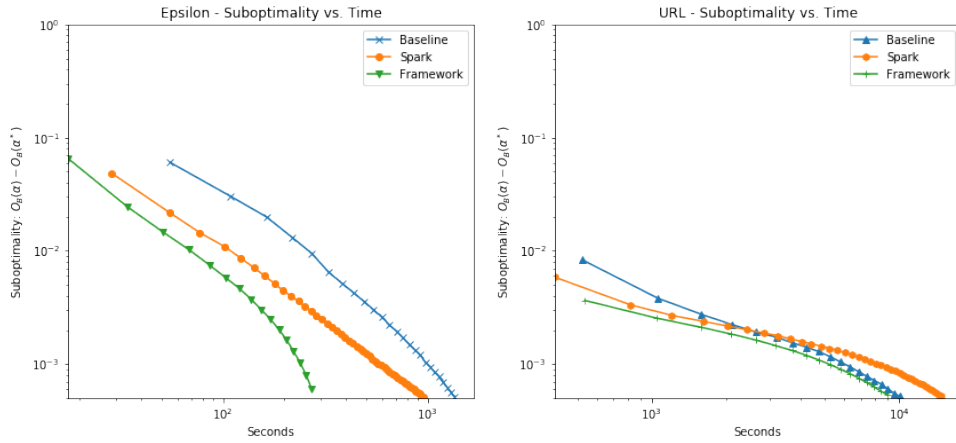 Epsilon - Suboptimality vs. Time
Suboptimality: O_B(α) − O_B(α*)
10⁰
10⁻¹
10⁻²
10⁻³
Baseline
Spark
Framework
10²
10³
Seconds
URL - Suboptimality vs. Time
Suboptimality: O_B(α) − O_B(α*)
10⁰
10⁻¹
10⁻²
10⁻³
Baseline
Spark
Framework
10³
10⁴
Seconds